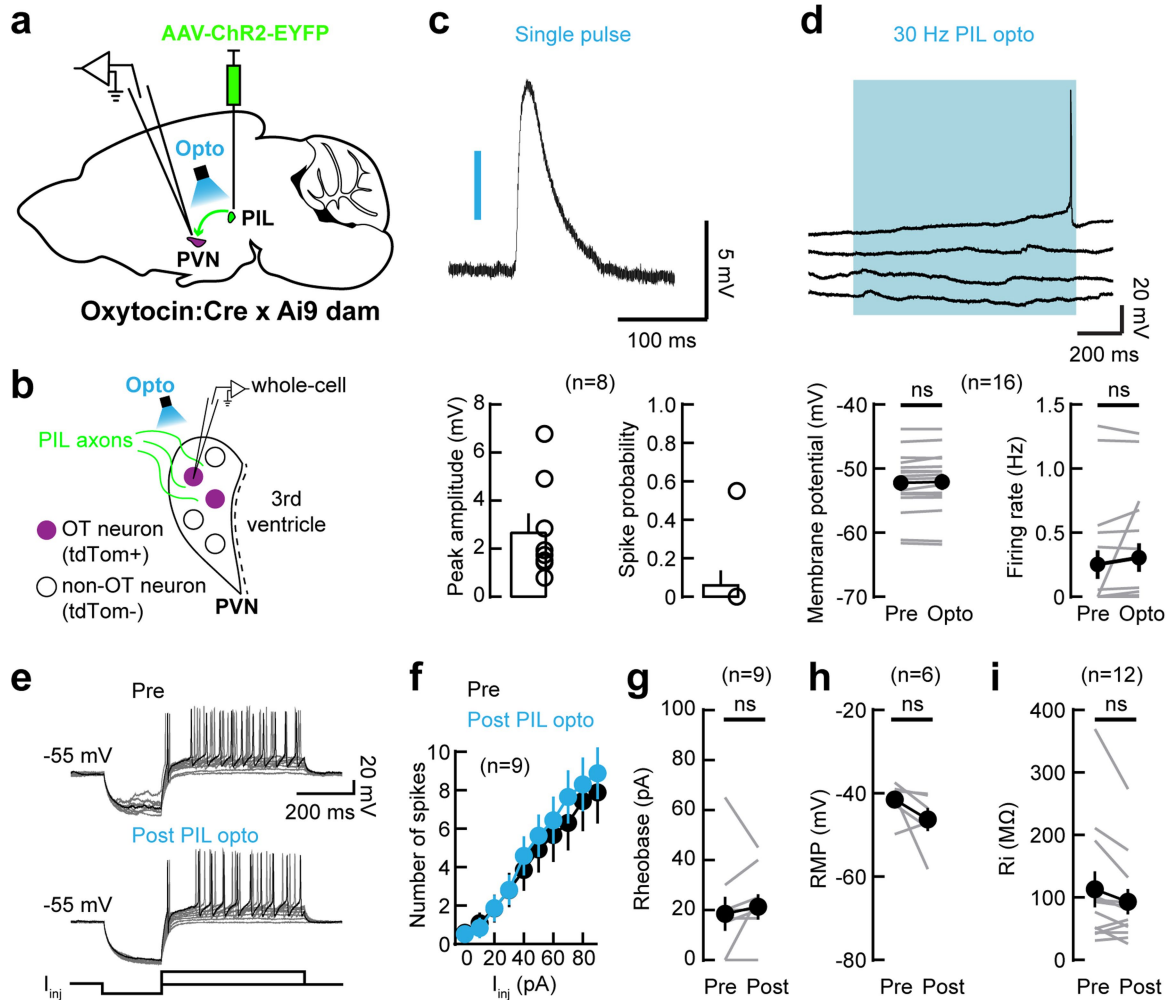 a
AAV-ChR2-EYFP
Opto
PIL
PVN
Oxytocin:Cre x Ai9 dam
b
Opto
whole-cell
PIL axons
3rd
ventricle
OT neuron
(tdTom+)
non-OT neuron
(tdTom-)
PVN
c
Single pulse
5 mV
100 ms
(n=8)
Peak amplitude (mV)
8
6
4
2
0
Spike probability
1.0
0.8
0.6
0.4
0.2
0
d
30 Hz PIL opto
20 mV
200 ms
(n=16)
Membrane potential (mV)
-40
-50
-60
-70
ns
Pre Opto
Firing rate (Hz)
1.5
1.0
0.5
0
ns
Pre Opto
e
Pre
-55 mV
20 mV
200 ms
Post PIL opto
-55 mV
Iinj
f
Pre
Post PIL opto
(n=9)
Number of spikes
10
8
6
4
2
0
0 20 40 60 80
Iinj (pA)
g
(n=9)
ns
Rheobase (pA)
100
80
60
40
20
0
Pre Post
h
(n=6)
ns
RMP (mV)
-20
-40
-60
-80
Pre Post
i
(n=12)
ns
Ri (MΩ)
400
300
200
100
0
Pre Post